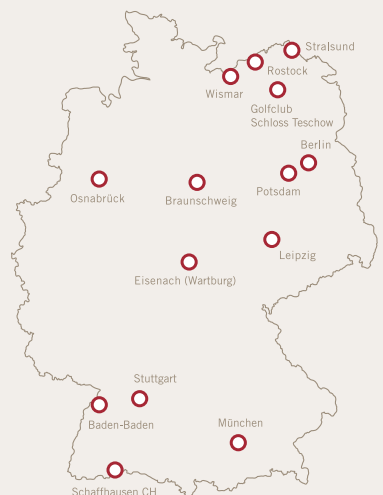 Stralsund
Rostock
Wismar
Golfclub
Schloss Teschow
Berlin
Potsdam
Osnabrück
Braunschweig
Leipzig
Eisenach (Wartburg)
Stuttgart
Baden-Baden
München
Schaffhausen CH